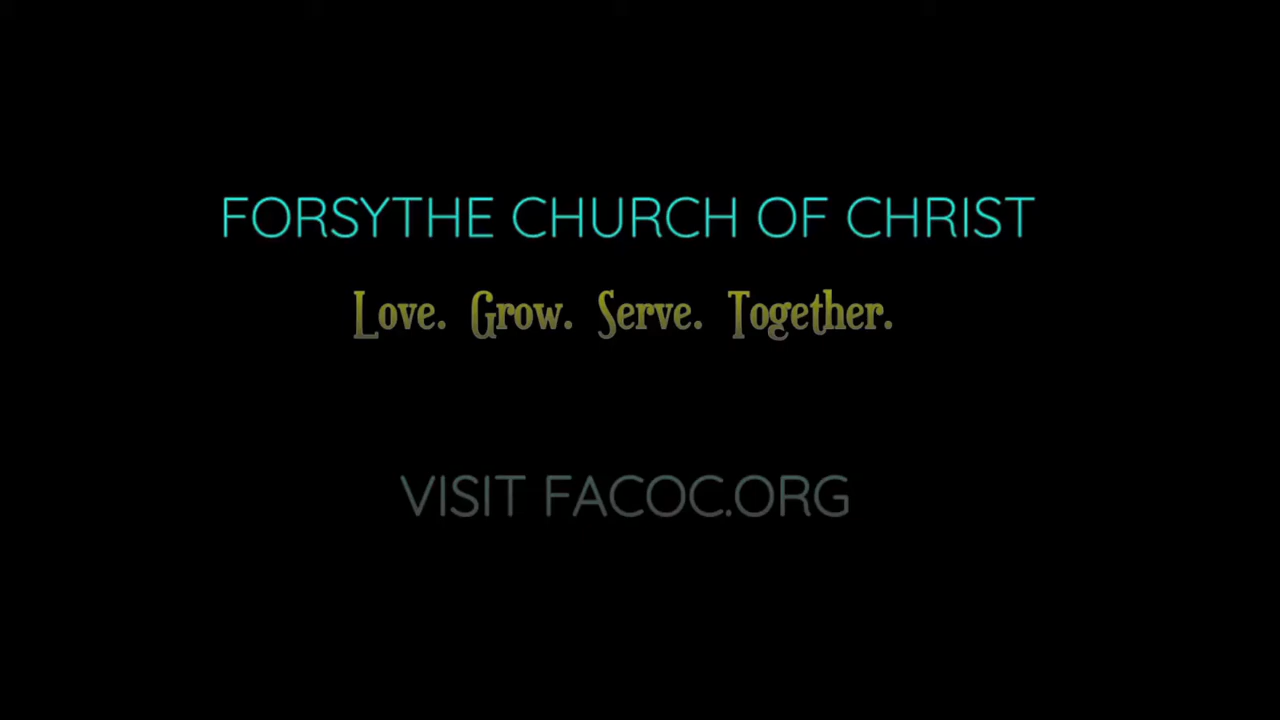 FORSYTHE CHURCH OF CHRIST
Love. Grow. Serve. Together.
VISIT FACOC.ORG